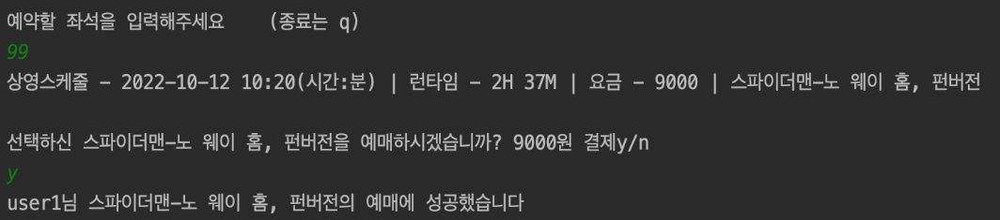 예약할 좌석을 입력해주세요    (종료는 q)
99
상영스케줄 - 2022-10-12 10:20(시간:분) | 런타임 - 2H 37M | 요금 - 9000 | 스파이더맨-노 웨이 홈, 펀버전
선택하신 스파이더맨-노 웨이 홈, 펀버전을 예매하시겠습니까? 9000원 결제y/n
y
user1님 스파이더맨-노 웨이 홈, 펀버전의 예매에 성공했습니다